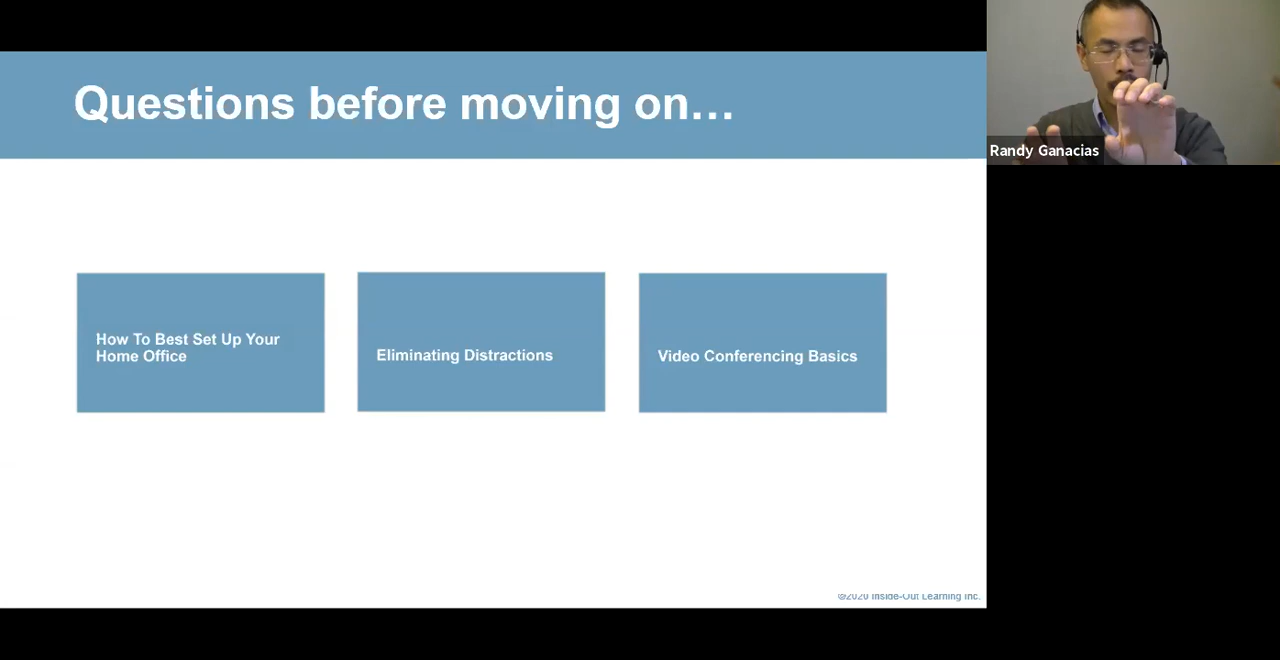 Questions before moving on...
Randy Ganacias
How To Best Set Up Your
Home Office
Eliminating Distractions
Video Conferencing Basics
©2020 Inside-Out Learning Inc.